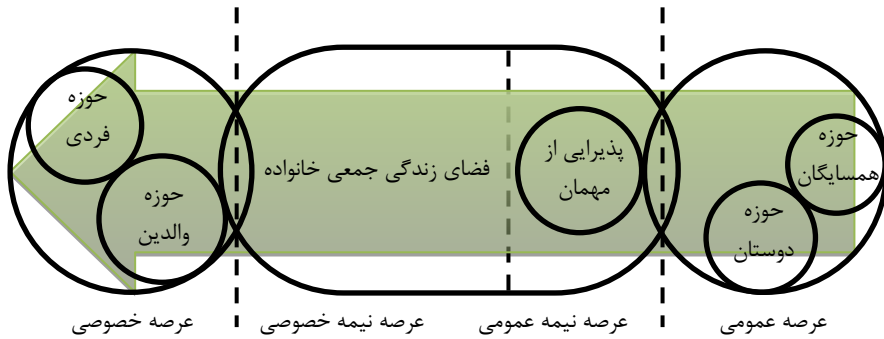 حوزه
همسایگان
حوزه
دوستان
پذیرایی از
مهمان
فضای زندگی جمعی خانواده
حوزه
فردی
حوزه
والدین
عرصه عمومی
عرصه نیمه عمومی
عرصه نیمه خصوصی
عرصه خصوصی